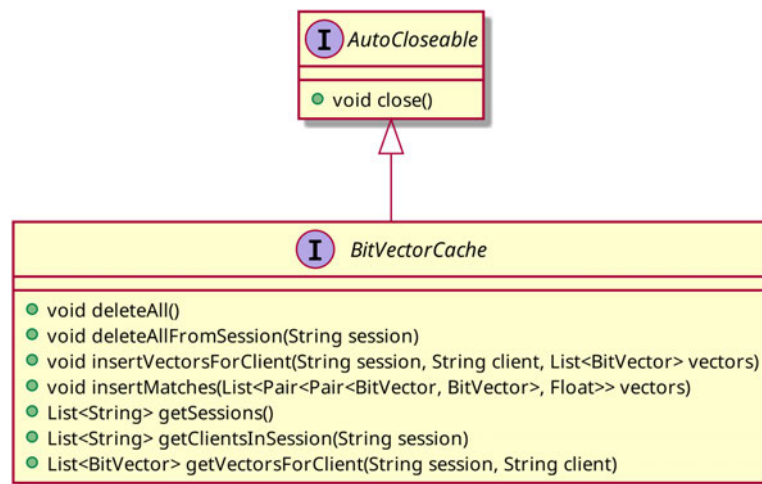 I AutoCloseable
void close()
I BitVectorCache
void deleteAll()
void deleteAllFromSession(String session)
void insertVectorsForClient(String session, String client, List<BitVector> vectors)
void insertMatches(List<Pair<Pair<BitVector, BitVector>, Float>> vectors)
List<String> getSessions()
List<String> getClientsInSession(String session)
List<BitVector> getVectorsForClient(String session, String client)